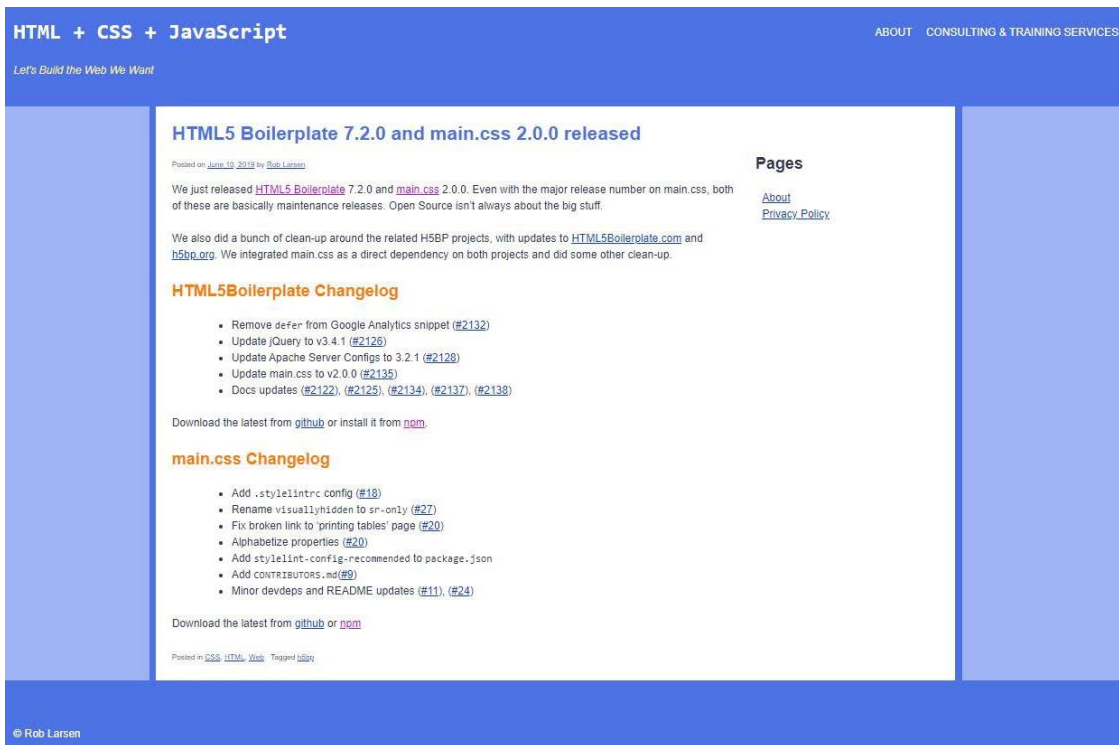 HTML + CSS + JavaScript
ABOUT CONSULTING & TRAINING SERVICES
Let's Build the Web We Want
HTML5 Boilerplate 7.2.0 and main.css 2.0.0 released
Posted on June 10, 2019 by Rob Larsen
We just released HTML5 Boilerplate 7.2.0 and main.css 2.0.0. Even with the major release number on main.css, both
of these are basically maintenance releases. Open Source isn't always about the big stuff.
We also did a bunch of clean-up around the related H5BP projects, with updates to HTML5Boilerplate.com and
h5bp.org. We integrated main.css as a direct dependency on both projects and did some other clean-up.
HTML5Boilerplate Changelog
• Remove defer from Google Analytics snippet (#2132)
• Update jQuery to v3.4.1 (#2126)
• Update Apache Server Configs to 3.2.1 (#2128)
• Update main.css to v2.0.0 (#2135)
• Docs updates (#2122), (#2125), (#2134), (#2137), (#2138)
Download the latest from github or install it from npm.
main.css Changelog
• Add .stylelintrc config (#18)
• Rename visuallyhidden to sr-only (#27)
• Fix broken link to 'printing tables' page (#20)
• Alphabetize properties (#20)
• Add stylelint-config-recommended to package.json
• Add CONTRIBUTORS.md(#9)
• Minor devdeps and README updates (#11), (#24)
Download the latest from github or npm
Posted in CSS, HTML, Web Tagged h5bp
Pages
About
Privacy Policy
© Rob Larsen